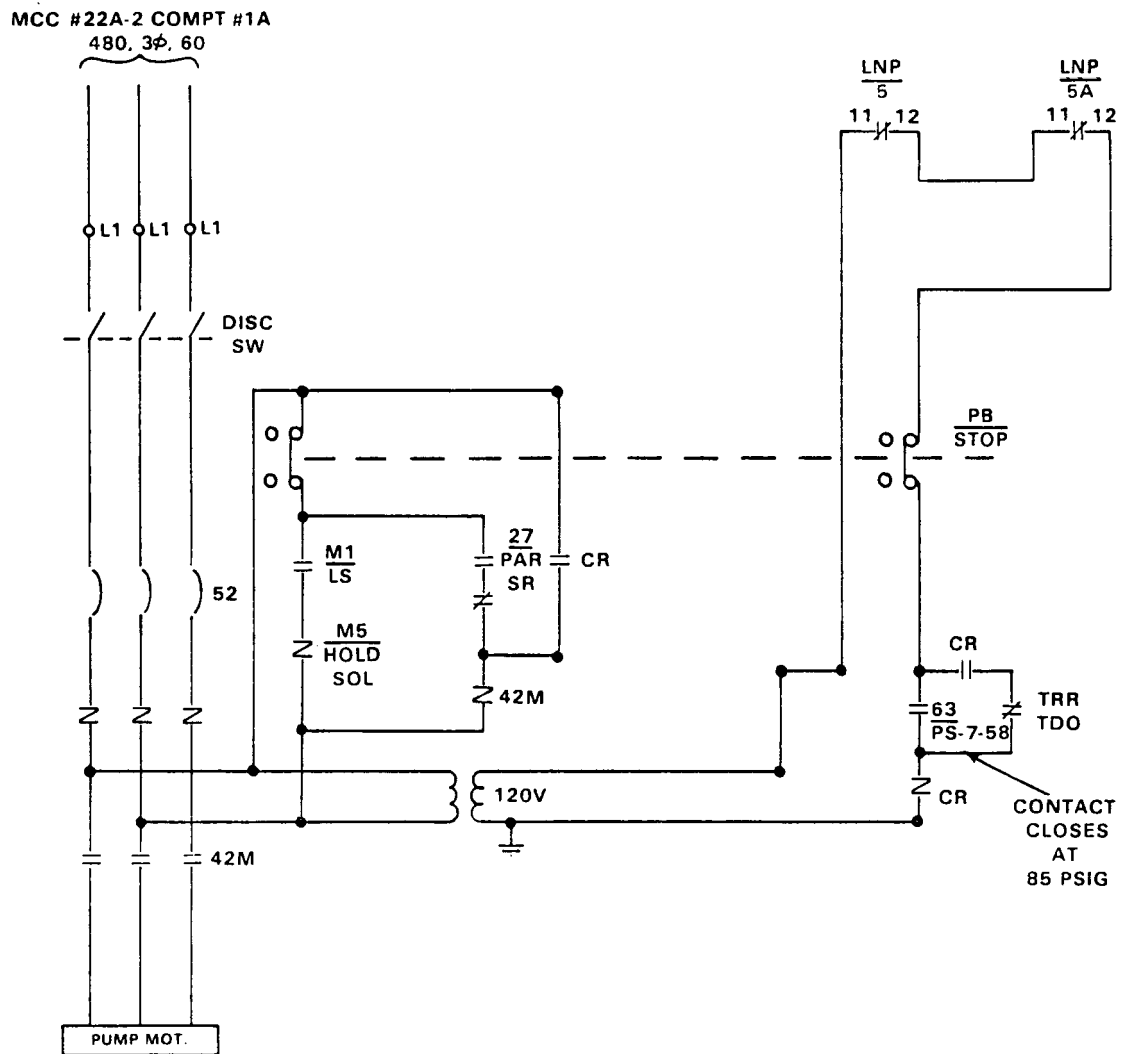 MCC #22A-2 COMPT #1A
480, 3ϕ, 60
LNP
5
11 12
LNP
5A
11 12
L1 L1 L1
DISC
SW
PB
STOP
52
M1
LS
27
PAR
SR
CR
M5
HOLD
SOL
42M
CR
63
PS-7-58
TRR
TDO
CR
120V
CONTACT
CLOSES
AT
85 PSIG
42M
PUMP MOT.